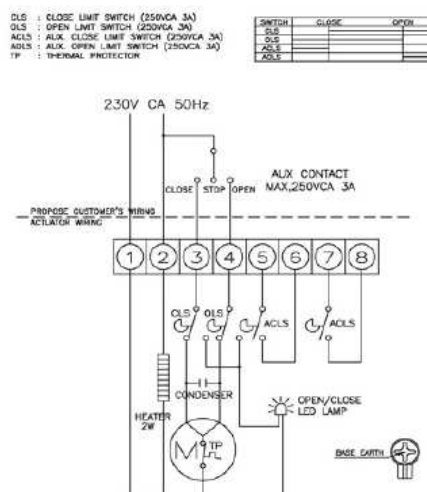 CLS : CLOSE LIMIT SWITCH (250VCA 3A)
OLS : OPEN LIMIT SWITCH (250VCA 3A)
ACLS : AUX. CLOSE LIMIT SWITCH (250VCA 3A)
AOLS : AUX. OPEN LIMIT SWITCH (250VCA 3A)
TP : THERMAL PROTECTOR
SWITCH CLOSE OPEN
CLS
OLS
ACLS
AOLS
230V CA 50Hz
AUX CONTACT
MAX,250VCA 3A
CLOSE STOP OPEN
PROPOSE CUSTOMER'S WIRING
ACTUATOR WIRING
1 2 3 4 5 6 7 8
CLS OLS ACLS AOLS
CONDENSER
HEATER
2W
OPEN/CLOSE
LED LAMP
M TP
BASE EARTH